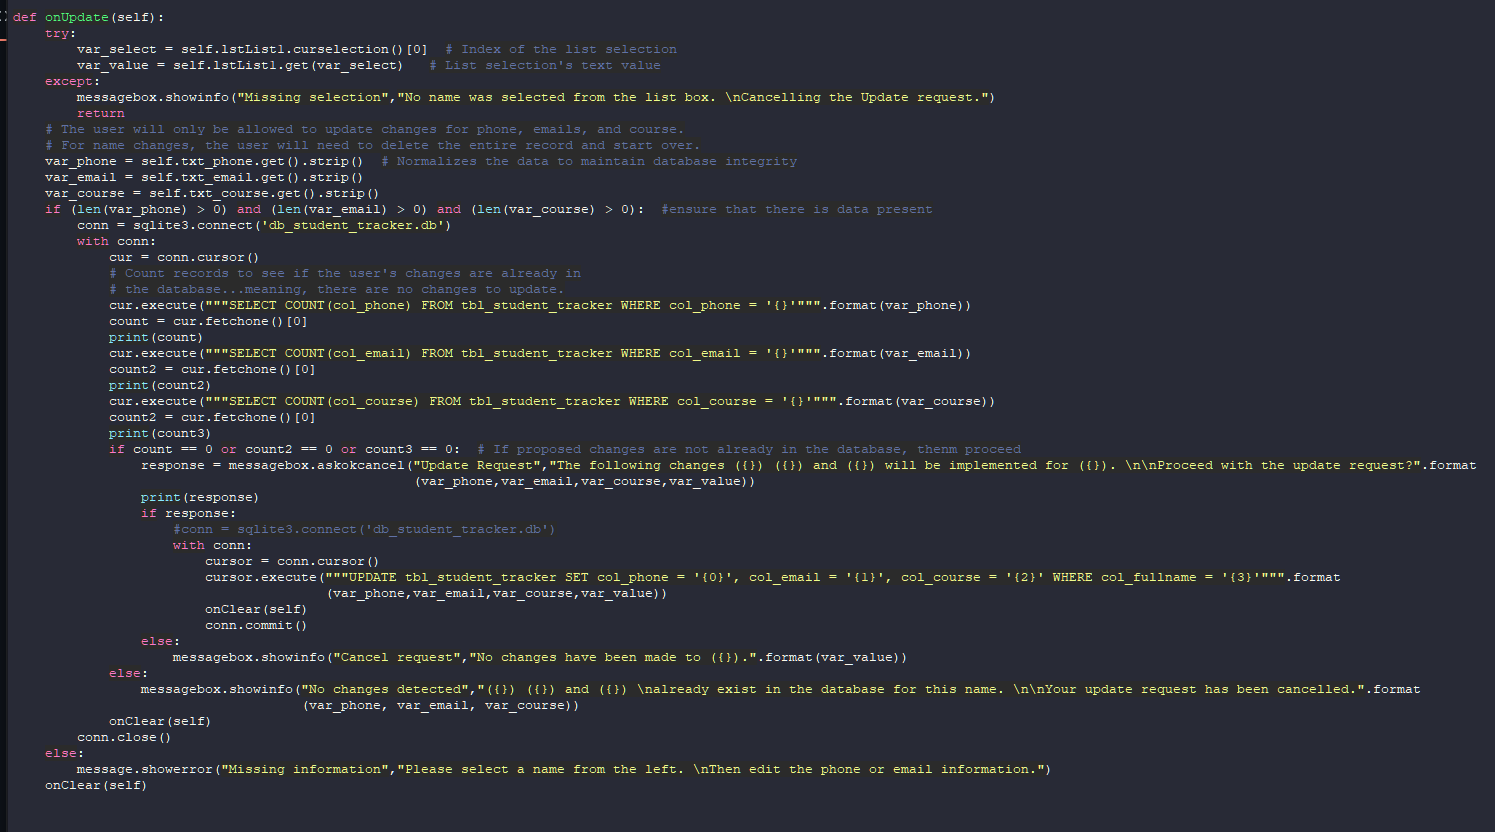 def onUpdate(self):
    try:
        var_select = self.lstList1.curselection()[0]  # Index of the list selection
        var_value = self.lstList1.get(var_select)   # List selection's text value
    except:
        messagebox.showinfo("Missing selection","No name was selected from the list box. \nCancelling the Update request.")
        return
    # The user will only be allowed to update changes for phone, emails, and course.
    # For name changes, the user will need to delete the entire record and start over.
    var_phone = self.txt_phone.get().strip()  # Normalizes the data to maintain database integrity
    var_email = self.txt_email.get().strip()
    var_course = self.txt_course.get().strip()
    if (len(var_phone) > 0) and (len(var_email) > 0) and (len(var_course) > 0):  #ensure that there is data present
        conn = sqlite3.connect('db_student_tracker.db')
        with conn:
            cur = conn.cursor()
            # Count records to see if the user's changes are already in
            # the database...meaning, there are no changes to update.
            cur.execute("""SELECT COUNT(col_phone) FROM tbl_student_tracker WHERE col_phone = '{}'""".format(var_phone))
            count = cur.fetchone()[0]
            print(count)
            cur.execute("""SELECT COUNT(col_email) FROM tbl_student_tracker WHERE col_email = '{}'""".format(var_email))
            count2 = cur.fetchone()[0]
            print(count2)
            cur.execute("""SELECT COUNT(col_course) FROM tbl_student_tracker WHERE col_course = '{}'""".format(var_course))
            count2 = cur.fetchone()[0]
            print(count3)
            if count == 0 or count2 == 0 or count3 == 0:  # If proposed changes are not already in the database, thenm proceed
                response = messagebox.askokcancel("Update Request","The following changes ({}) ({}) and ({}) will be implemented for ({}). \n\nProceed with the update request?".format
                                                  (var_phone,var_email,var_course,var_value))
                print(response)
                if response:
                    #conn = sqlite3.connect('db_student_tracker.db')
                    with conn:
                        cursor = conn.cursor()
                        cursor.execute("""UPDATE tbl_student_tracker SET col_phone = '{0}', col_email = '{1}', col_course = '{2}' WHERE col_fullname = '{3}'""".format
                                       (var_phone,var_email,var_course,var_value))
                        onClear(self)
                        conn.commit()
                else:
                    messagebox.showinfo("Cancel request","No changes have been made to ({}).".format(var_value))
            else:
                messagebox.showinfo("No changes detected","({}) ({}) and ({}) \nalready exist in the database for this name. \n\nYour update request has been cancelled.".format
                                    (var_phone, var_email, var_course))
            onClear(self)
        conn.close()
    else:
        message.showerror("Missing information","Please select a name from the left. \nThen edit the phone or email information.")
    onClear(self)